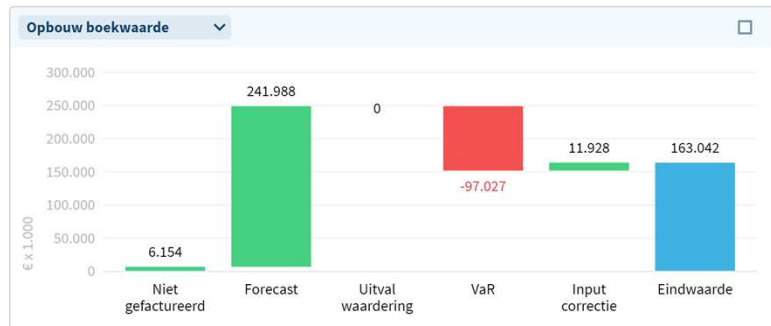 Opbouw boekwaarde
300.000
250.000
200.000
150.000
100.000
50.000
0
€ x 1.000
6.154
241.988
0
-97.027
11.928
163.042
Niet
gefactureerd
Forecast
Uitval
waardering
VaR
Input
correctie
Eindwaarde